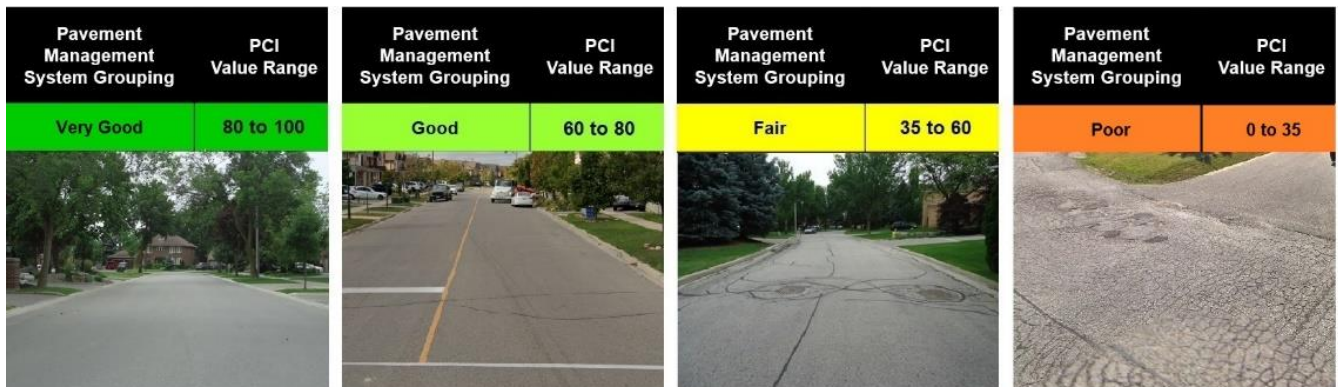 Pavement
Management
System Grouping
PCI
Value Range
Very Good
80 to 100
Pavement
Management
System Grouping
PCI
Value Range
Good
60 to 80
Pavement
Management
System Grouping
PCI
Value Range
Fair
35 to 60
Pavement
Management
System Grouping
PCI
Value Range
Poor
0 to 35